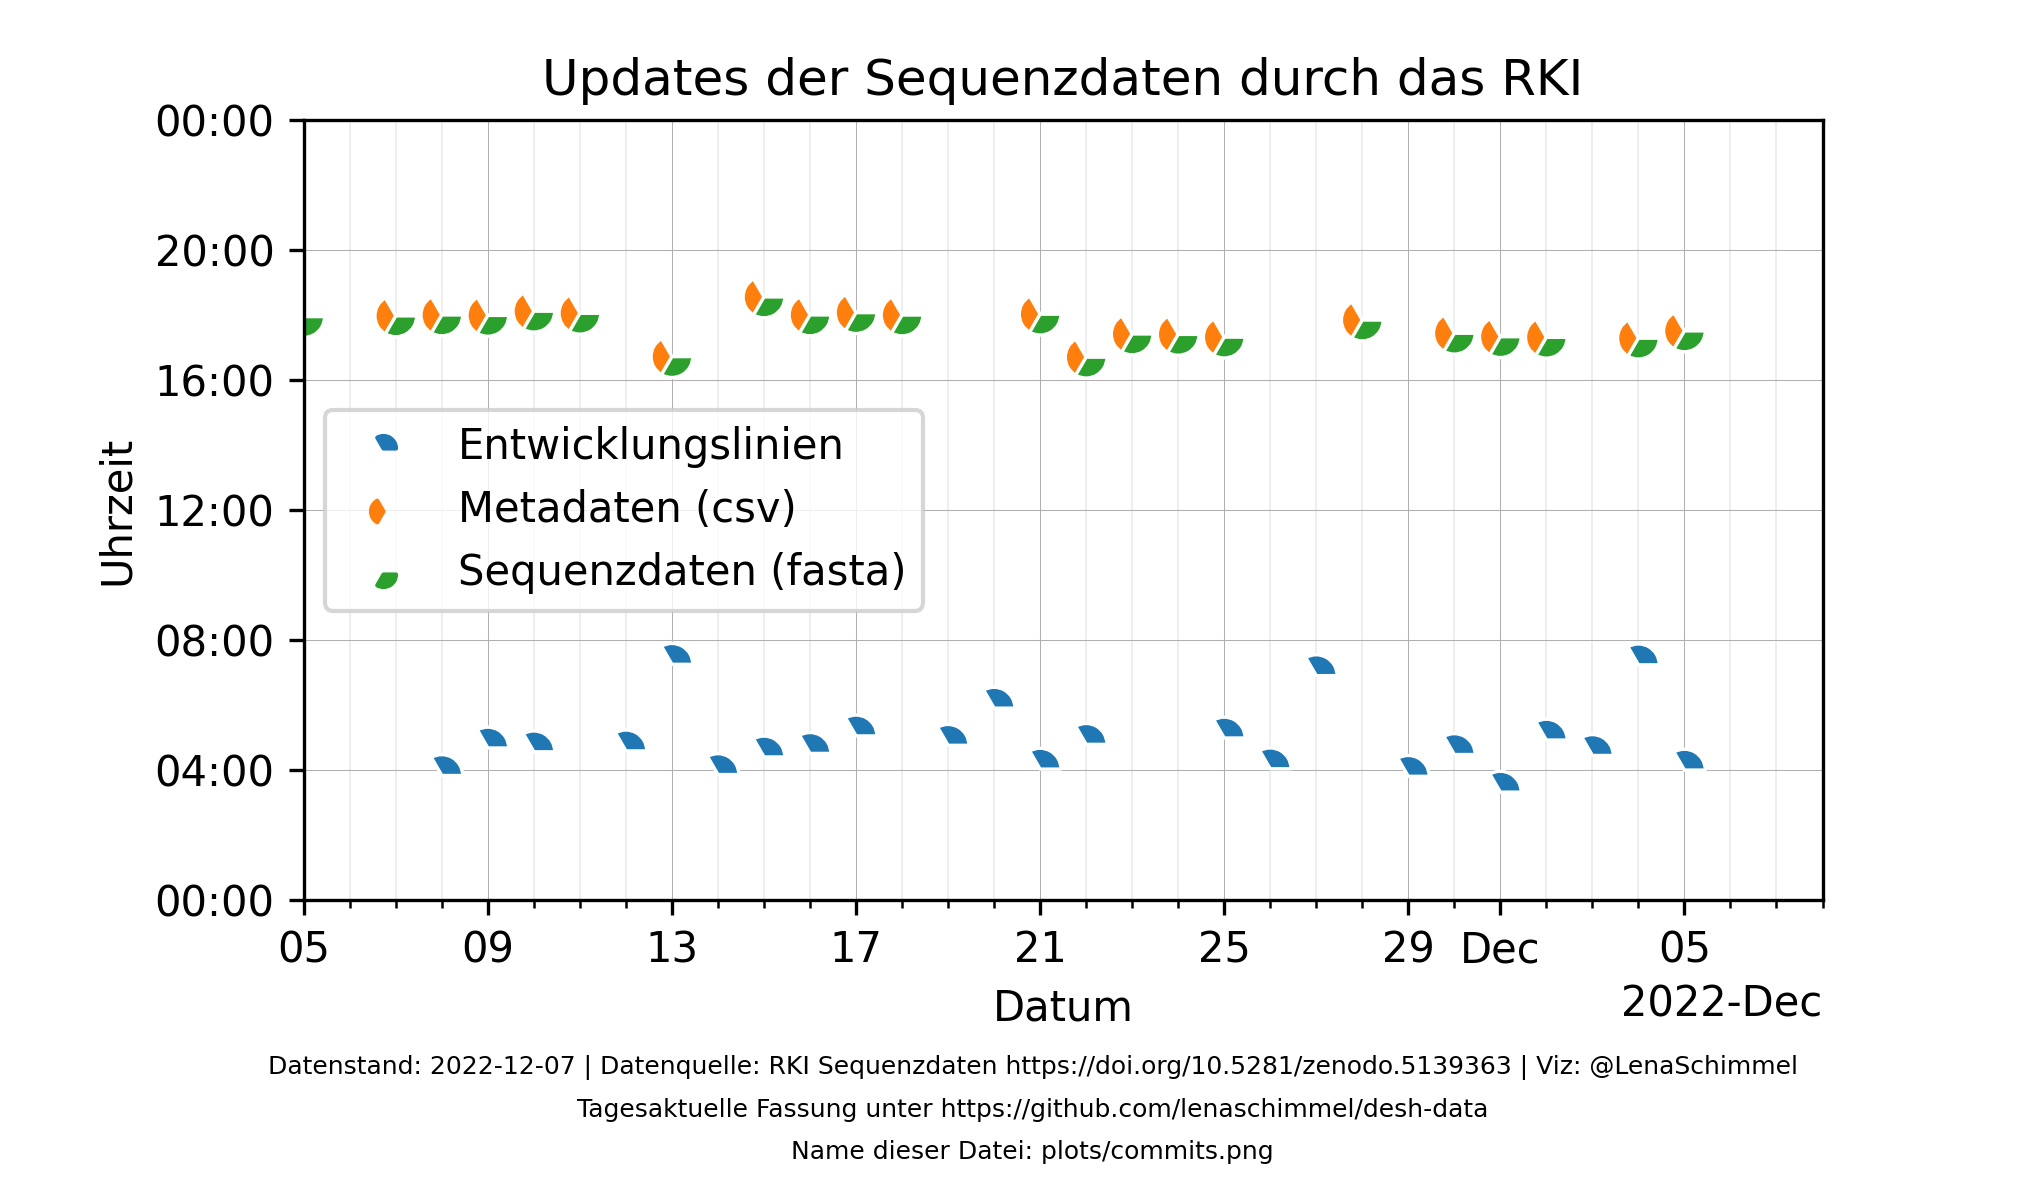 Updates der Sequenzdaten durch das RKI
00:00
20:00
16:00
12:00
08:00
04:00
00:00
Uhrzeit
Entwicklungslinien
Metadaten (csv)
Sequenzdaten (fasta)
05 09 13 17 21 25 29 Dec 05
2022-Dec
Datum
Datenstand: 2022-12-07 | Datenquelle: RKI Sequenzdaten https://doi.org/10.5281/zenodo.5139363 | Viz: @LenaSchimmel
Tagesaktuelle Fassung unter https://github.com/lenaschimmel/desh-data
Name dieser Datei: plots/commits.png